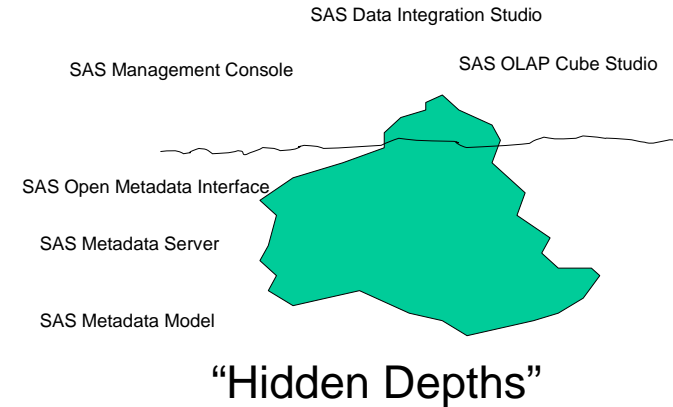 SAS Data Integration Studio
SAS Management Console
SAS OLAP Cube Studio
SAS Open Metadata Interface
SAS Metadata Server
SAS Metadata Model
“Hidden Depths”